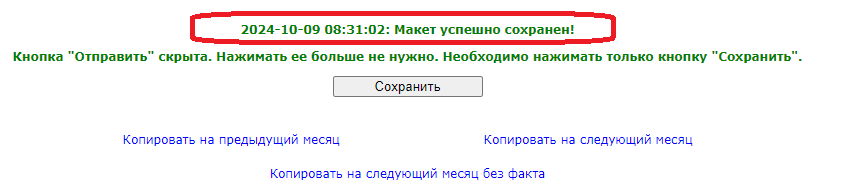 2024-10-09 08:31:02: Макет успешно сохранен!
Кнопка "Отправить" скрыта. Нажимать ее больше не нужно. Необходимо нажимать только кнопку "Сохранить".
Сохранить
Копировать на предыдущий месяц Копировать на следующий месяц
Копировать на следующий месяц без факта